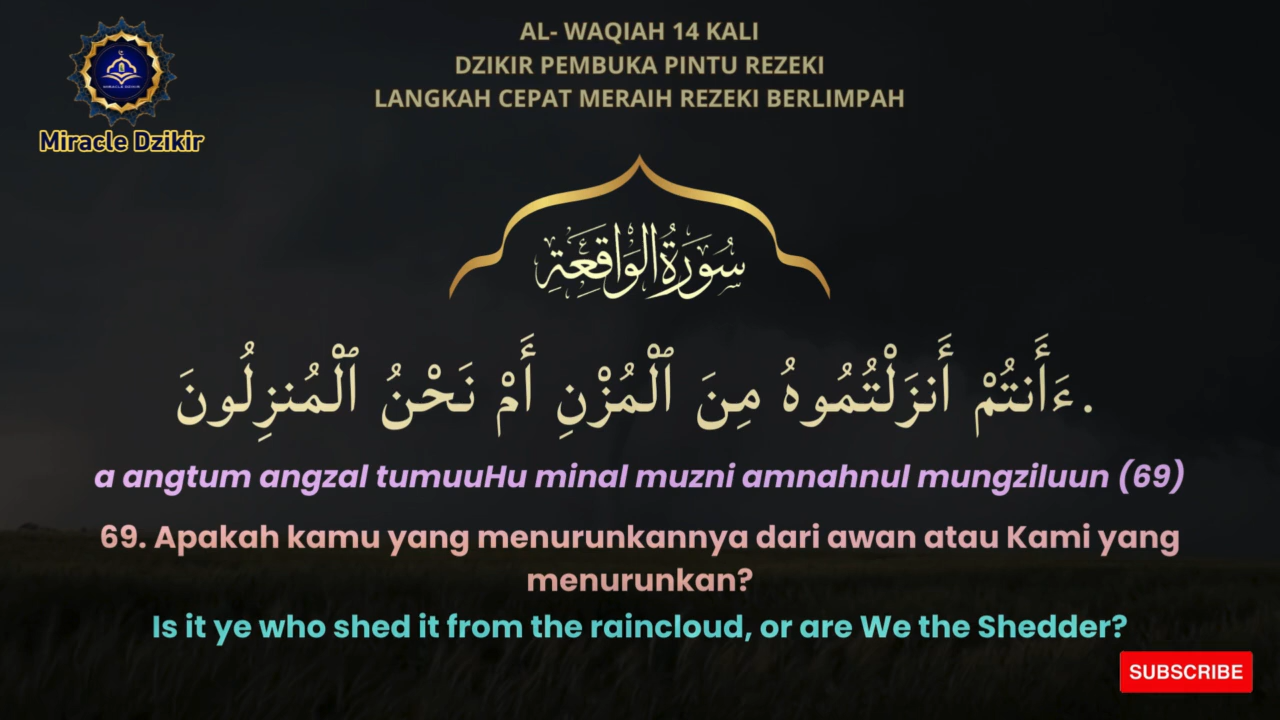 AL- WAQIAH 14 KALI
DZIKIR PEMBUKA PINTU REZEKI
LANGKAH CEPAT MERAIH REZEKI BERLIMPAH
MIRACLE DZIKIR
Miracle Dzikir
سُورَةُ الْوَاقِعَةِ
.ءَأَنتُمْ أَنزَلْتُمُوهُ مِنَ ٱلْمُزْنِ أَمْ نَحْنُ ٱلْمُنزِلُونَ
a angtum angzal tumuuHu minal muzni amnahnul mungziluun (69)
69. Apakah kamu yang menurunkannya dari awan atau Kami yang
menurunkan?
Is it ye who shed it from the raincloud, or are We the Shedder?
SUBSCRIBE